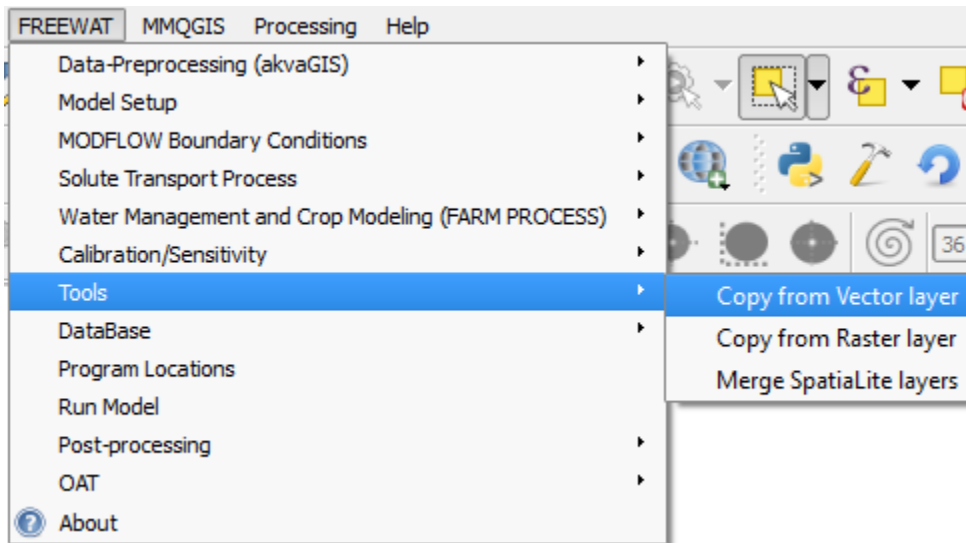 FREEWAT MMQGIS Processing Help
Data-Preprocessing (akvaGIS)
Model Setup
MODFLOW Boundary Conditions
Solute Transport Process
Water Management and Crop Modeling (FARM PROCESS)
Calibration/Sensitivity
Tools
Copy from Vector layer
Copy from Raster layer
Merge SpatiaLite layers
DataBase
Program Locations
Run Model
Post-processing
OAT
About
ε
36